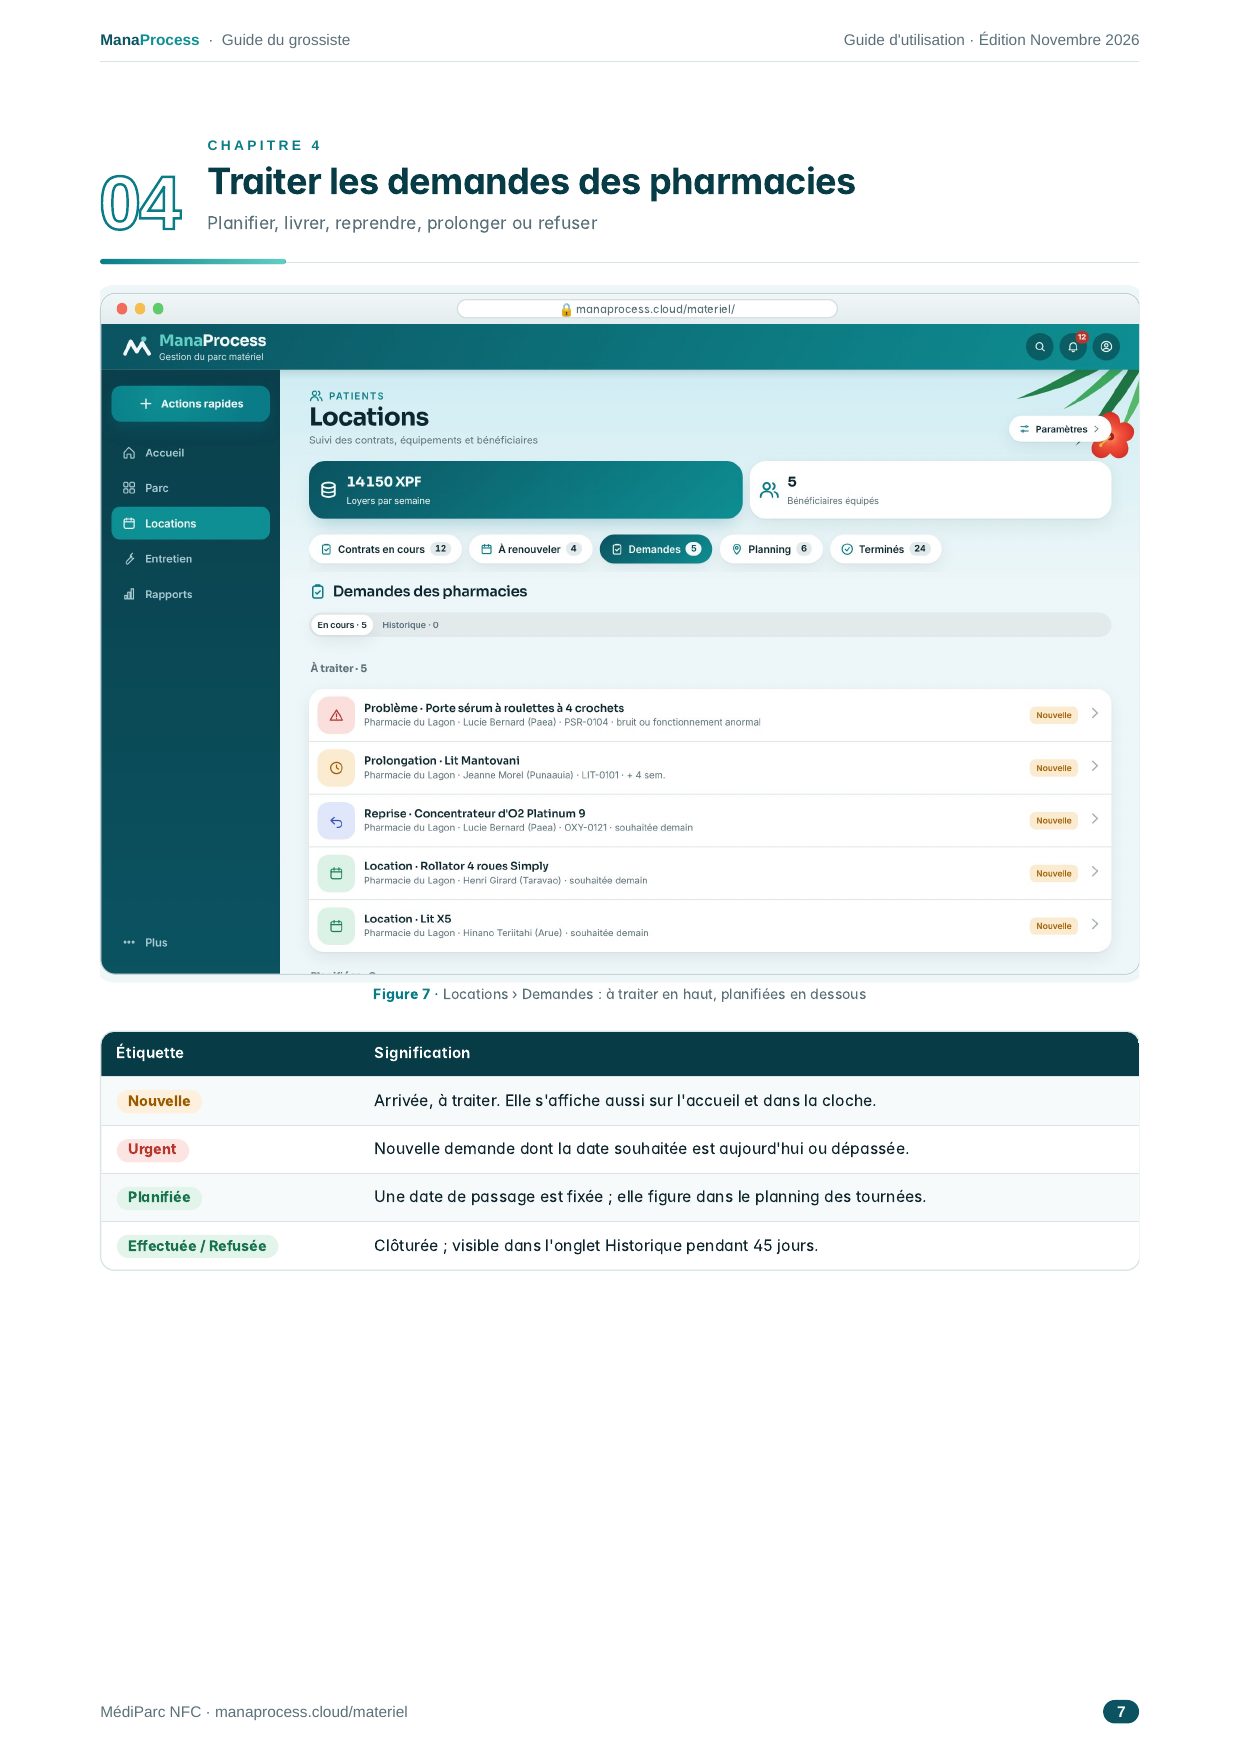 ManaProcess · Guide du grossiste
Guide d'utilisation · Édition Novembre 2026
CHAPITRE 4
04
Traiter les demandes des pharmacies
Planifier, livrer, reprendre, prolonger ou refuser
manaprocess.cloud/materiel/
ManaProcess
Gestion du parc matériel
12
Actions rapides
Accueil
Parc
Locations
Entretien
Rapports
Plus
PATIENTS
Locations
Suivi des contrats, équipements et bénéficiaires
Paramètres
14150 XPF
Loyers par semaine
5
Bénéficiaires équipés
Contrats en cours 12
À renouveler 4
Demandes 5
Planning 6
Terminés 24
Demandes des pharmacies
En cours · 5
Historique · 0
À traiter · 5
Problème · Porte sérum à roulettes à 4 crochets
Pharmacie du Lagon · Lucie Bernard (Paea) · PSR-0104 · bruit ou fonctionnement anormal
Nouvelle
Prolongation · Lit Mantovani
Pharmacie du Lagon · Jeanne Morel (Punaauia) · LIT-0101 · + 4 sem.
Nouvelle
Reprise · Concentrateur d'O2 Platinum 9
Pharmacie du Lagon · Lucie Bernard (Paea) · OXY-0121 · souhaitée demain
Nouvelle
Location · Rollator 4 roues Simply
Pharmacie du Lagon · Henri Girard (Taravao) · souhaitée demain
Nouvelle
Location · Lit X5
Pharmacie du Lagon · Hinano Teriitahi (Arue) · souhaitée demain
Nouvelle
Figure 7 · Locations › Demandes : à traiter en haut, planifiées en dessous
Étiquette
Signification
Nouvelle
Arrivée, à traiter. Elle s'affiche aussi sur l'accueil et dans la cloche.
Urgent
Nouvelle demande dont la date souhaitée est aujourd'hui ou dépassée.
Planifiée
Une date de passage est fixée ; elle figure dans le planning des tournées.
Effectuée / Refusée
Clôturée ; visible dans l'onglet Historique pendant 45 jours.
MédiParc NFC · manaprocess.cloud/materiel
7